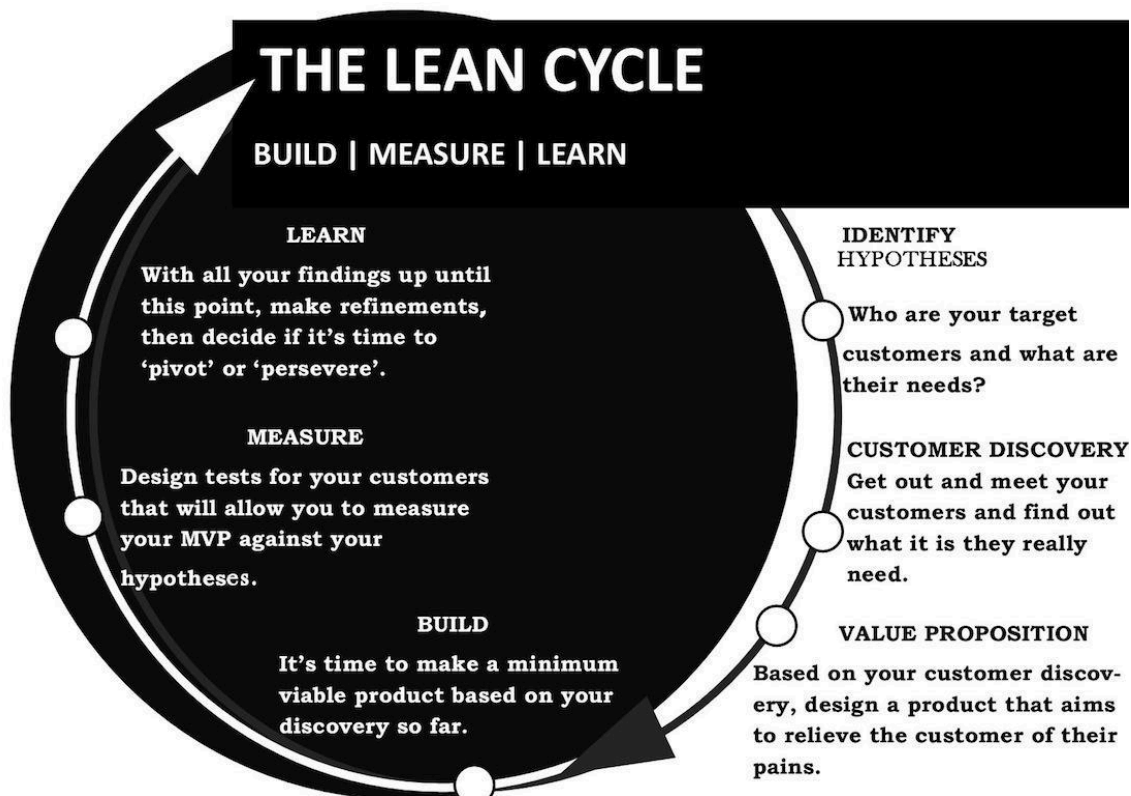 THE LEAN CYCLE
BUILD | MEASURE | LEARN
IDENTIFY
HYPOTHESES
Who are your target
customers and what are
their needs?
CUSTOMER DISCOVERY
Get out and meet your
customers and find out
what it is they really
need.
VALUE PROPOSITION
Based on your customer discov-
ery, design a product that aims
to relieve the customer of their
pains.
BUILD
It’s time to make a minimum
viable product based on your
discovery so far.
MEASURE
Design tests for your customers
that will allow you to measure
your MVP against your
hypotheses.
LEARN
With all your findings up until
this point, make refinements,
then decide if it’s time to
‘pivot’ or ‘persevere’.